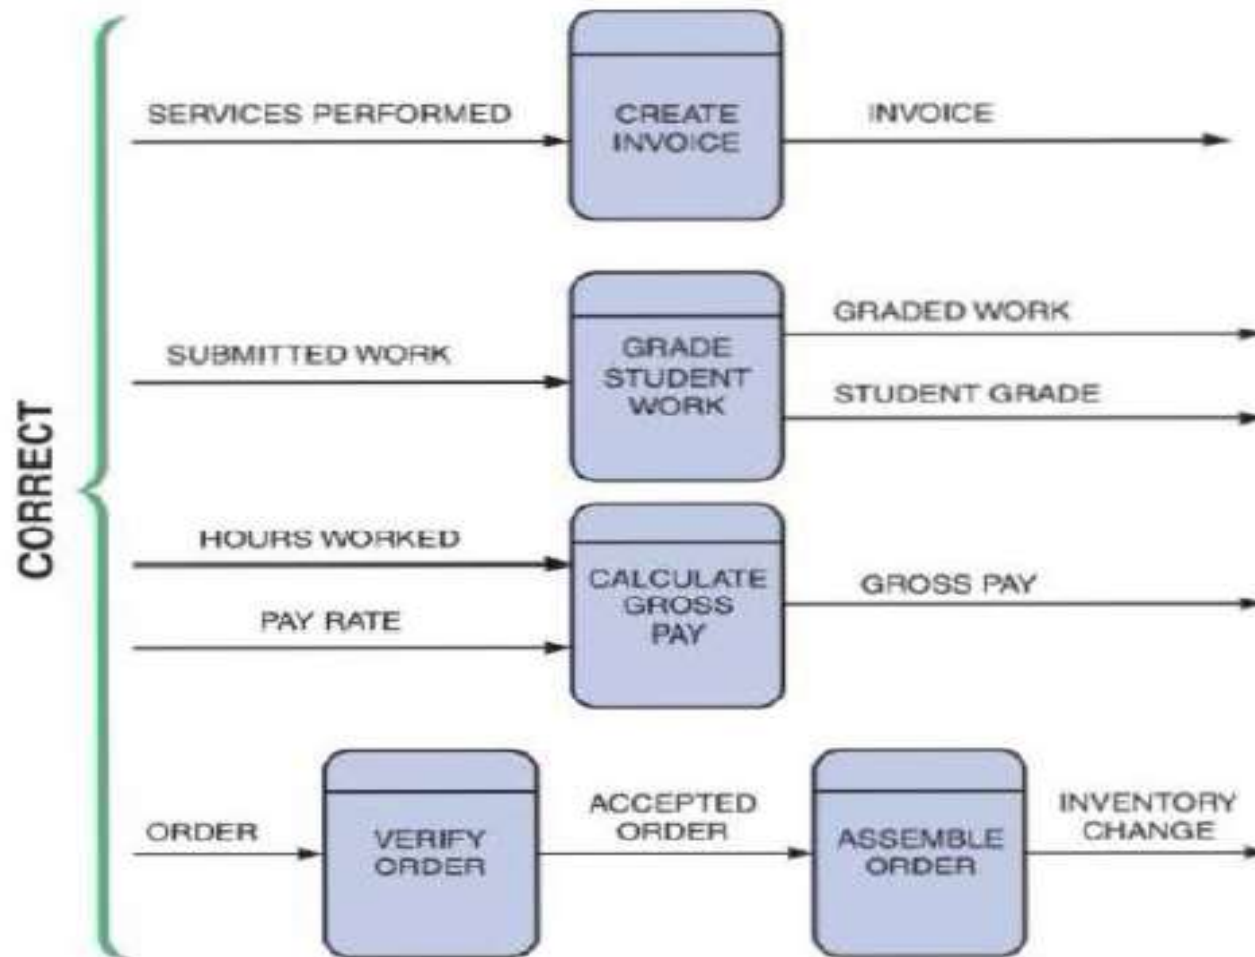 CORRECT
SERVICES PERFORMED
CREATE
INVOICE
INVOICE
SUBMITTED WORK
GRADE
STUDENT
WORK
GRADED WORK
STUDENT GRADE
HOURS WORKED
PAY RATE
CALCULATE
GROSS
PAY
GROSS PAY
ORDER
VERIFY
ORDER
ACCEPTED
ORDER
ASSEMBLE
ORDER
INVENTORY
CHANGE